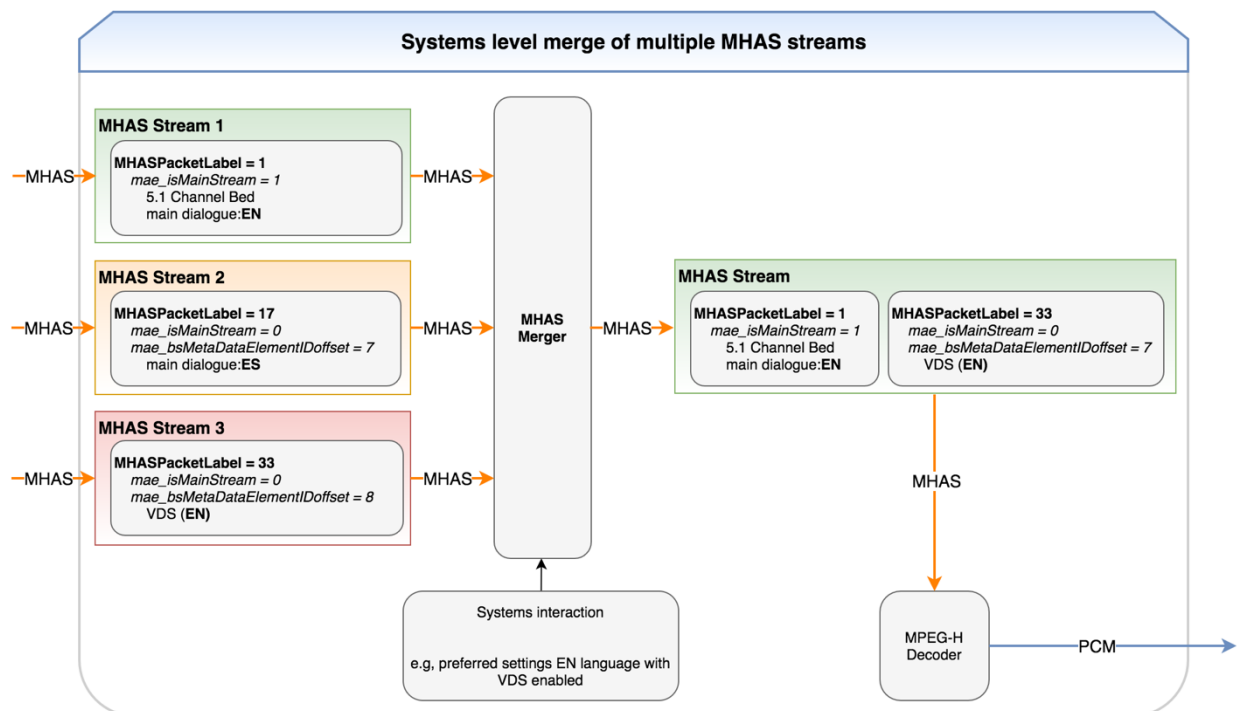 Systems level merge of multiple MHAS streams
MHAS Stream 1
MHASPacketLabel = 1
mae_isMainStream = 1
5.1 Channel Bed
main dialogue:EN
MHAS
MHAS
MHAS Stream 2
MHASPacketLabel = 17
mae_isMainStream = 0
mae_bsMetaDataElementIDoffset = 7
main dialogue:ES
MHAS
MHAS
MHAS Stream 3
MHASPacketLabel = 33
mae_isMainStream = 0
mae_bsMetaDataElementIDoffset = 8
VDS (EN)
MHAS
MHAS
MHAS
Merger
MHAS
MHAS Stream
MHASPacketLabel = 1
mae_isMainStream = 1
5.1 Channel Bed
main dialogue:EN
MHASPacketLabel = 33
mae_isMainStream = 0
mae_bsMetaDataElementIDoffset = 7
VDS (EN)
MHAS
Systems interaction
e.g, preferred settings EN language with
VDS enabled
MPEG-H
Decoder
PCM